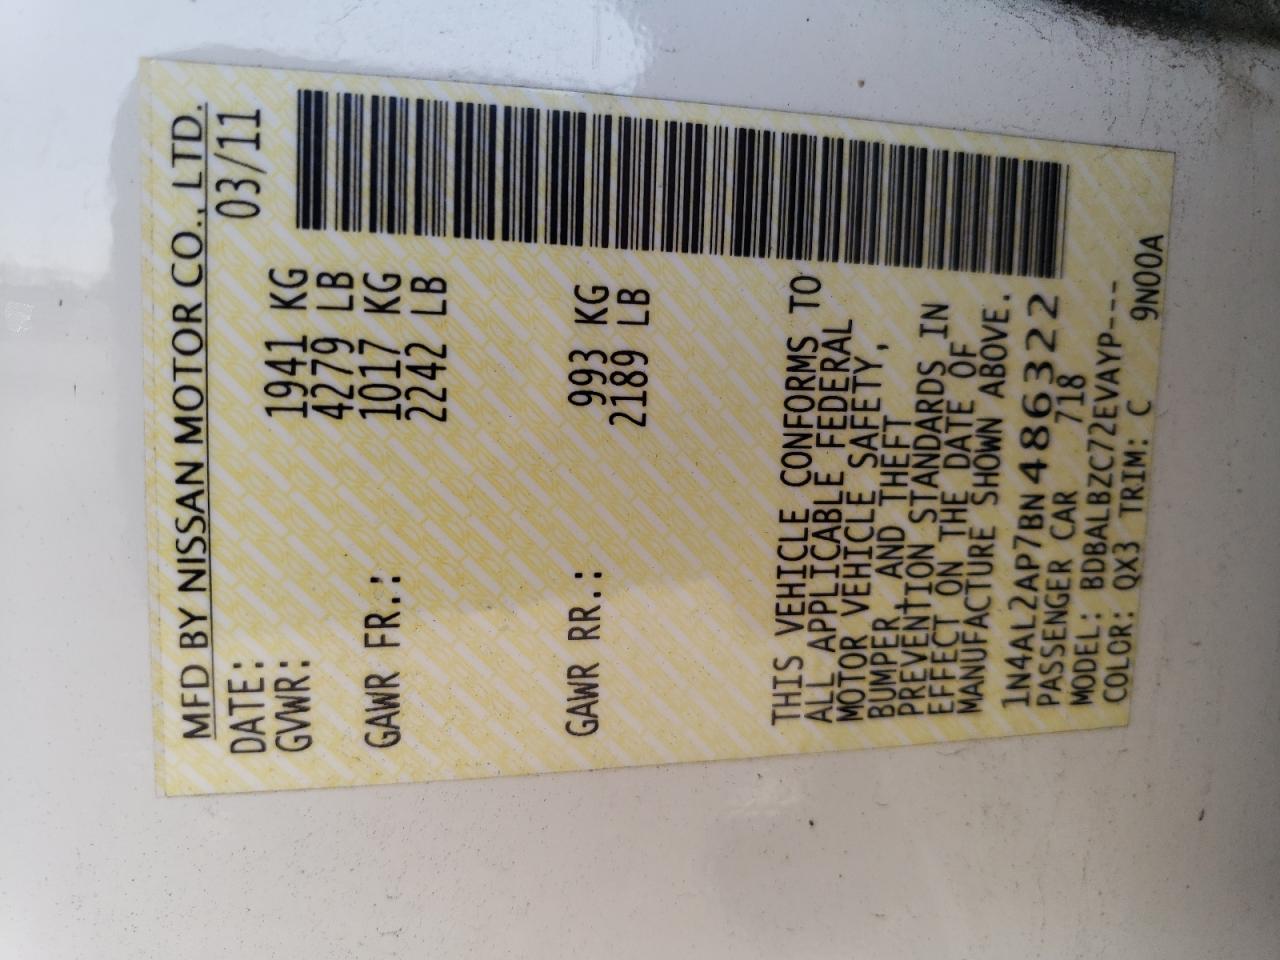 MFD BY NISSAN MOTOR CO., LTD.
DATE: 03/11
GVWR: 1941 KG
4279 LB
GAWR FR.: 1017 KG
2242 LB
GAWR RR.: 993 KG
2189 LB
THIS VEHICLE CONFORMS TO
ALL APPLICABLE FEDERAL
MOTOR VEHICLE SAFETY,
BUMPER AND THEFT
PREVENTION STANDARDS IN
EFFECT ON THE DATE OF
MANUFACTURE SHOWN ABOVE.
1N4AL2AP7BN486322
PASSENGER CAR 718
MODEL: BDBALBZC72EVAYP---
COLOR: QX3 TRIM: C 9N00A